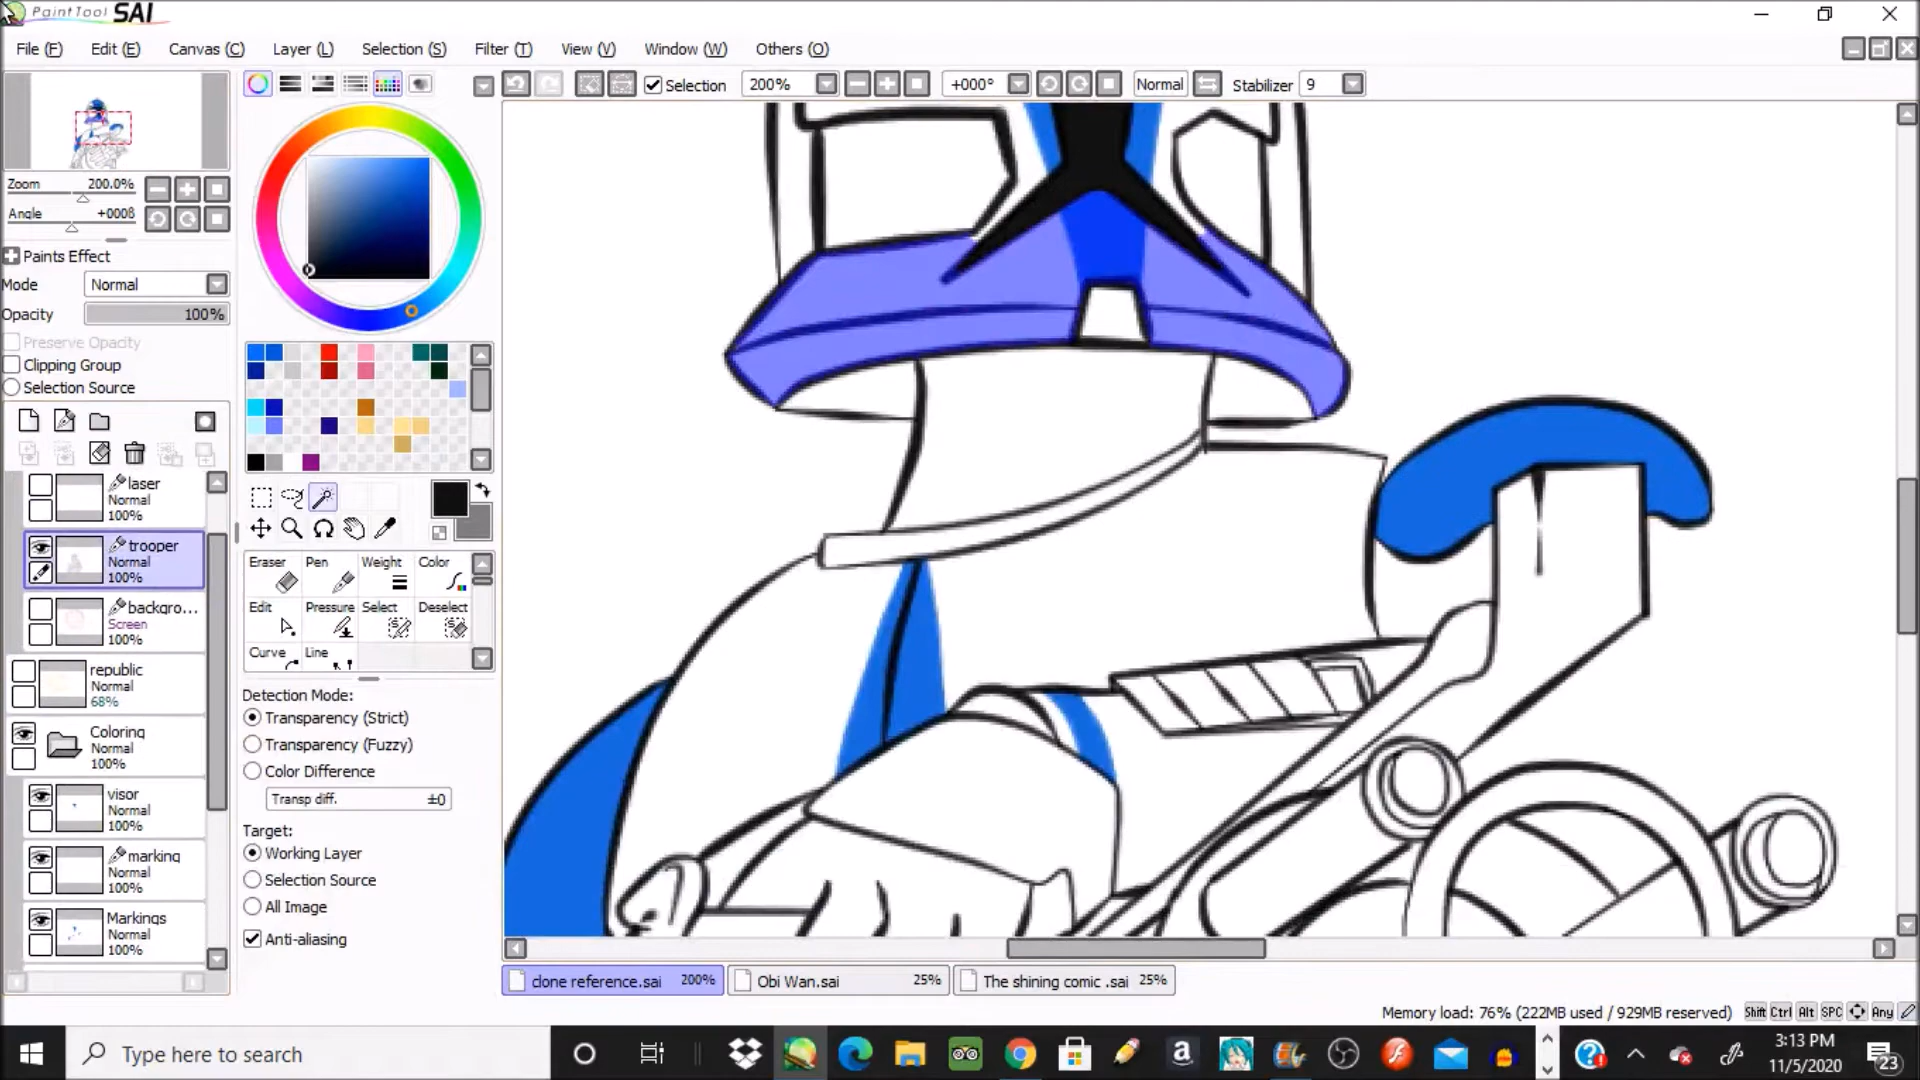 PaintTool SAI
File (F) Edit (E) Canvas (C) Layer (L) Selection (S) Filter (T) View (V) Window (W) Others (O)
Selection 200% +000° Normal Stabilizer 9
Zoom 200.0%
Angle +0008
Paints Effect
Mode Normal
Opacity 100%
Preserve Opacity
Clipping Group
Selection Source
laser
Normal
100%
trooper
Normal
100%
backgro...
Screen
100%
republic
Normal
68%
Coloring
Normal
100%
visor
Normal
100%
marking
Normal
100%
Markings
Normal
100%
Eraser Pen Weight Color
Edit Pressure Select Deselect
Curve Line
Detection Mode:
Transparency (Strict)
Transparency (Fuzzy)
Color Difference
Transp diff. ±0
Target:
Working Layer
Selection Source
All Image
Anti-aliasing
clone reference.sai 200% Obi Wan.sai 25% The shining comic .sai 25%
Memory load: 76% (222MB used / 929MB reserved) Shift Ctrl Alt SPC Any
Type here to search
3:13 PM
11/5/2020
23